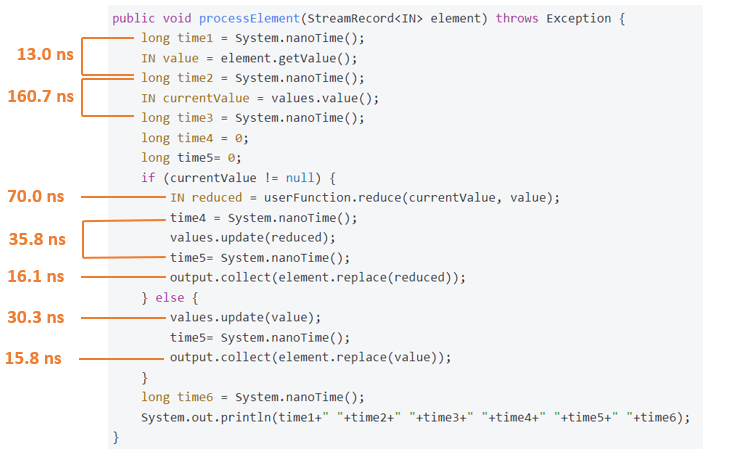 public void processElement(StreamRecord<IN> element) throws Exception {
long time1 = System.nanoTime();
13.0 ns
IN value = element.getValue();
long time2 = System.nanoTime();
160.7 ns
IN currentValue = values.value();
long time3 = System.nanoTime();
long time4 = 0;
long time5= 0;
if (currentValue != null) {
70.0 ns
IN reduced = userFunction.reduce(currentValue, value);
time4 = System.nanoTime();
35.8 ns
values.update(reduced);
time5= System.nanoTime();
16.1 ns
output.collect(element.replace(reduced));
} else {
30.3 ns
values.update(value);
time5= System.nanoTime();
15.8 ns
output.collect(element.replace(value));
}
long time6 = System.nanoTime();
System.out.println(time1+" "+time2+" "+time3+" "+time4+" "+time5+" "+time6);
}